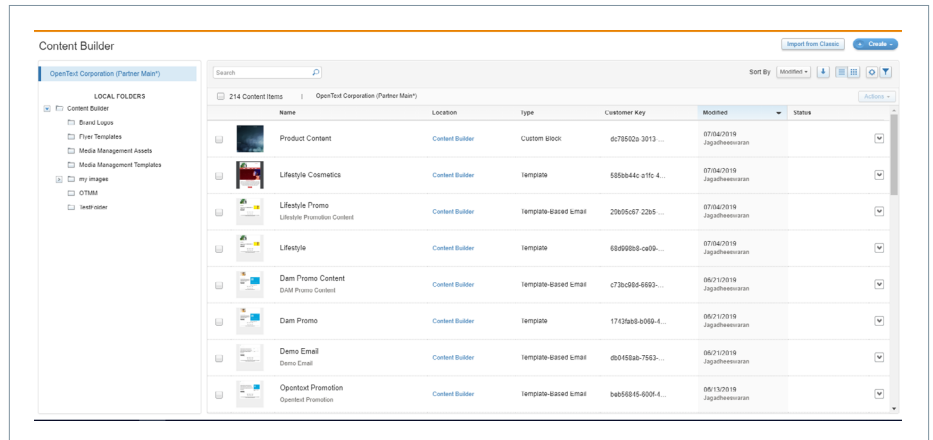 Content Builder
Import from Classic
Create
OpenText Corporation (Partner Main*)
LOCAL FOLDERS
Content Builder
Brand Logos
Flyer Templates
Media Management Assets
Media Management Templates
my images
OTMM
TestFolder
Search
Sort By Modified
214 Content Items | OpenText Corporation (Partner Main*)
Actions
Name Location Type Customer Key Modified Status
Product Content Content Builder Custom Block dc78502a-3013-... 07/04/2019
Jagadheeswaran
Lifestyle Cosmetics Content Builder Template 585bb44c-a1fc-4... 07/04/2019
Jagadheeswaran
Lifestyle Promo Content Builder Template-Based Email 29b05c67-22b5-... 07/04/2019
Lifestyle Promotion Content Jagadheeswaran
Lifestyle Content Builder Template 68d998b8-ce09-... 07/04/2019
Jagadheeswaran
Dam Promo Content Content Builder Template-Based Email c73bc98d-6693-... 06/21/2019
DAM Promo Content Jagadheeswaran
Dam Promo Content Builder Template 1743fab8-b069-4... 06/21/2019
Jagadheeswaran
Demo Email Content Builder Template-Based Email db0458ab-7563-... 06/21/2019
Demo Email Jagadheeswaran
Opentext Promotion Content Builder Template-Based Email beb56845-600f-4... 06/13/2019
Opentext Promotion Jagadheeswaran